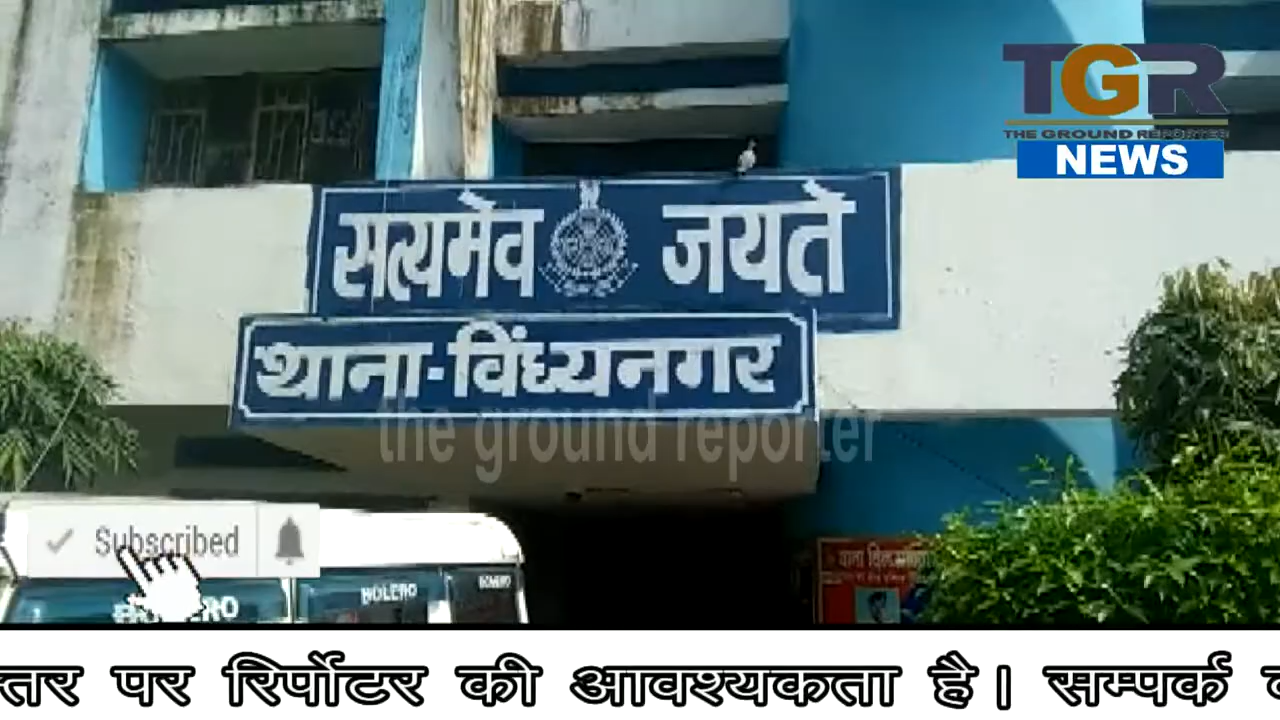 TGR
THE GROUND REPORTER
NEWS
सत्यमेव जयते
थाना-विंध्यनगर
the ground reporter
Subscribed
BOLERO
BOLERO
पर रिर्पोटर की आवश्यकता है। सम्पर्क